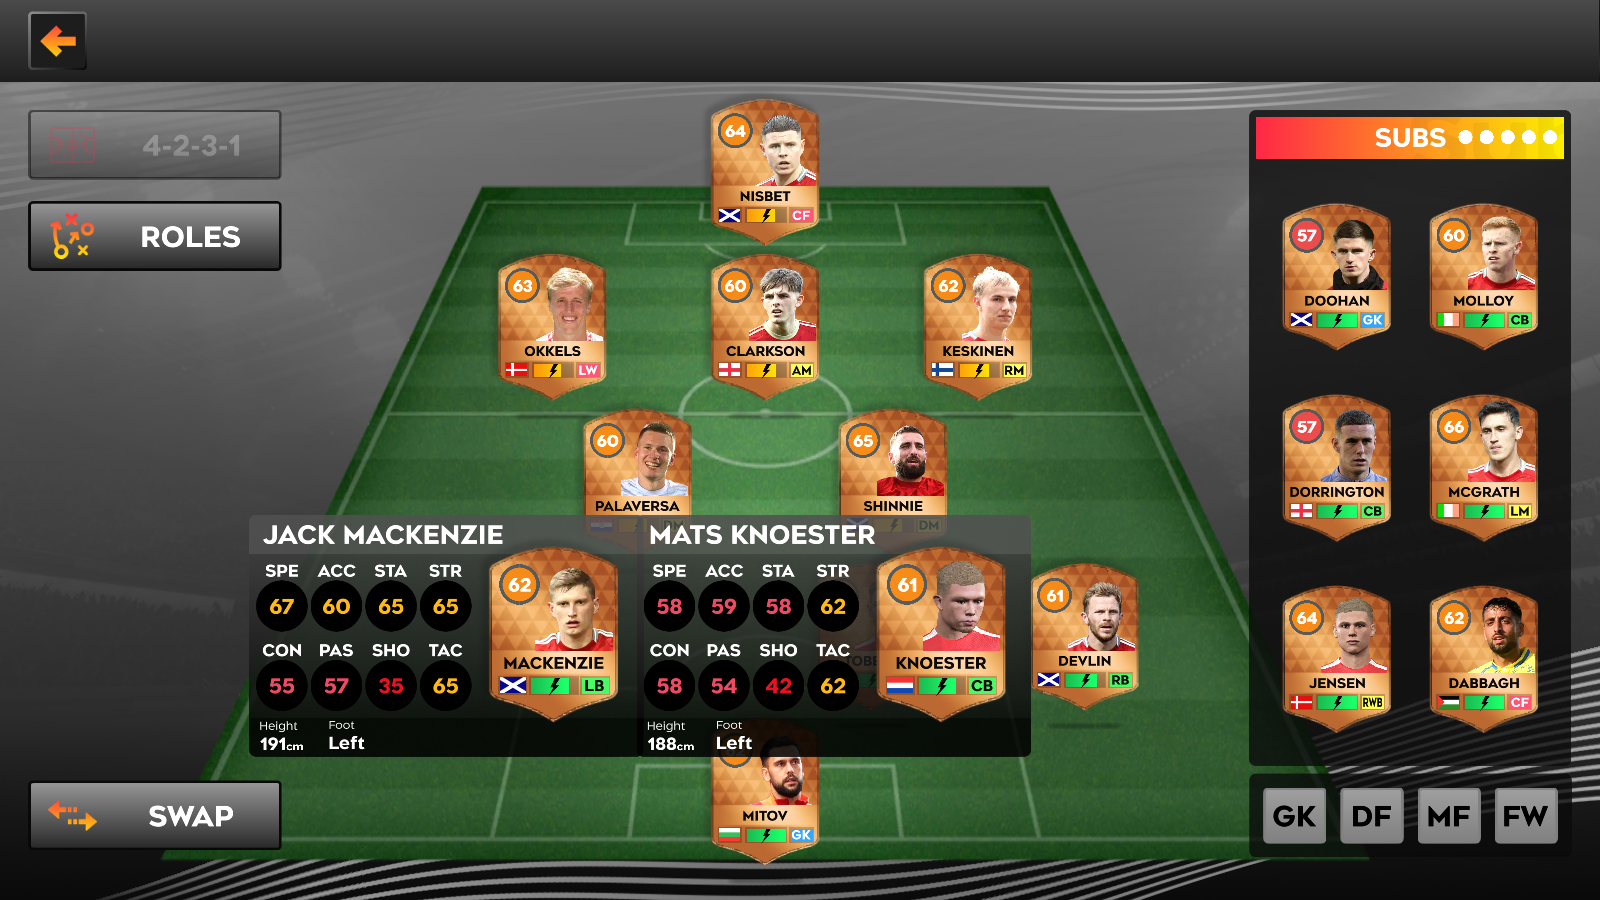 4-2-3-1
ROLES
64
NISBET
CF
63
OKKELS
LW
60
CLARKSON
AM
62
KESKINEN
RM
60
PALAVERSA
DM
65
SHINNIE
DM
JACK MACKENZIE
SPE ACC STA STR
67 60 65 65
CON PAS SHO TAC
55 57 35 65
Height Foot
191cm Left
62
MACKENZIE
LB
MATS KNOESTER
SPE ACC STA STR
58 59 58 62
CON PAS SHO TAC
58 54 42 62
Height Foot
188cm Left
61
KNOESTER
CB
61
DEVLIN
RB
MITOV
GK
SWAP
SUBS
57
DOOHAN
GK
60
MOLLOY
CB
57
DORRINGTON
CB
66
MCGRATH
LM
64
JENSEN
RWB
62
DABBAGH
CF
GK DF MF FW